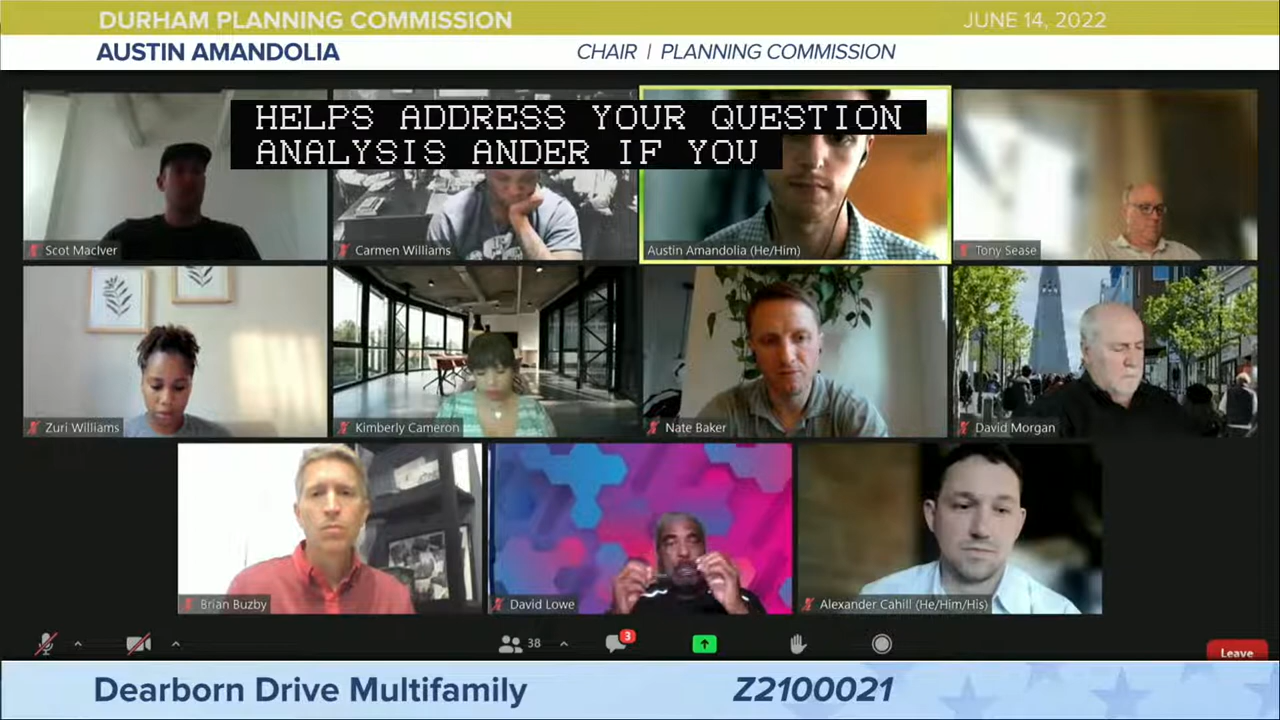 DURHAM PLANNING COMMISSION JUNE 14, 2022
AUSTIN AMANDOLIA CHAIR | PLANNING COMMISSION
HELPS ADDRESS YOUR QUESTION
ANALYSIS ANDER IF YOU
Scot MacIver
Carmen Williams
Austin Amandolia (He/Him)
Tony Sease
Zuri Williams
Kimberly Cameron
Nate Baker
David Morgan
Brian Buzby
David Lowe
Alexander Cahill (He/Him/His)
38
3
Leave
Dearborn Drive Multifamily Z2100021